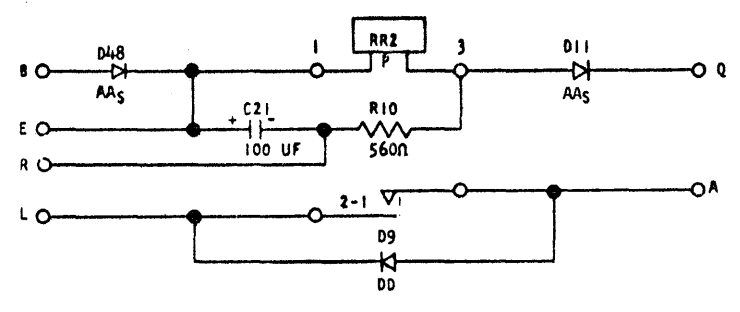 D48
1
RR2
P
3
D11
B
Q
AAS
C21
R10
AAS
E
+
-
100 UF
560Ω
R
2-1
A
L
D9
DD